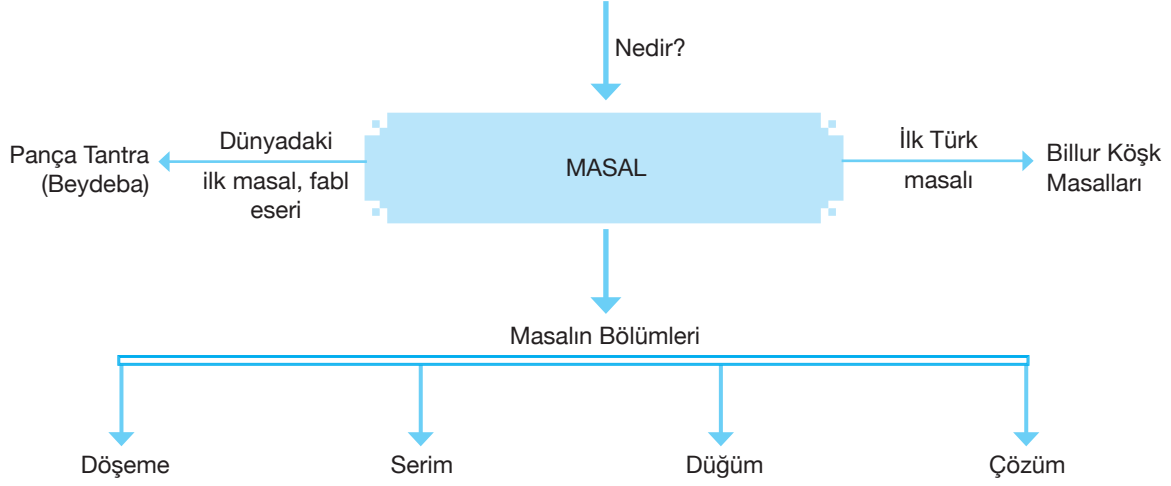 Nedir?
Pança Tantra
(Beydeba)
Dünyadaki
ilk masal, fabl
eseri
MASAL
İlk Türk
masalı
Billur Köşk
Masalları
Masalın Bölümleri
Döşeme
Serim
Düğüm
Çözüm